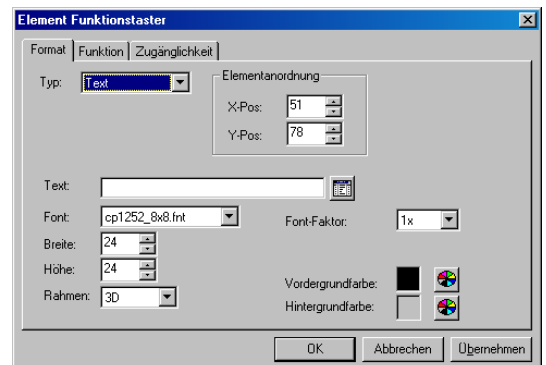 Element Funktionstaster
Format Funktion Zugänglichkeit
Typ: Text
Elementanordnung
X-Pos: 51
Y-Pos: 78
Text:
Font: cp1252_8x8.fnt
Font-Faktor: 1x
Breite: 24
Höhe: 24
Rahmen: 3D
Vordergrundfarbe:
Hintergrundfarbe:
OK Abbrechen Übernehmen